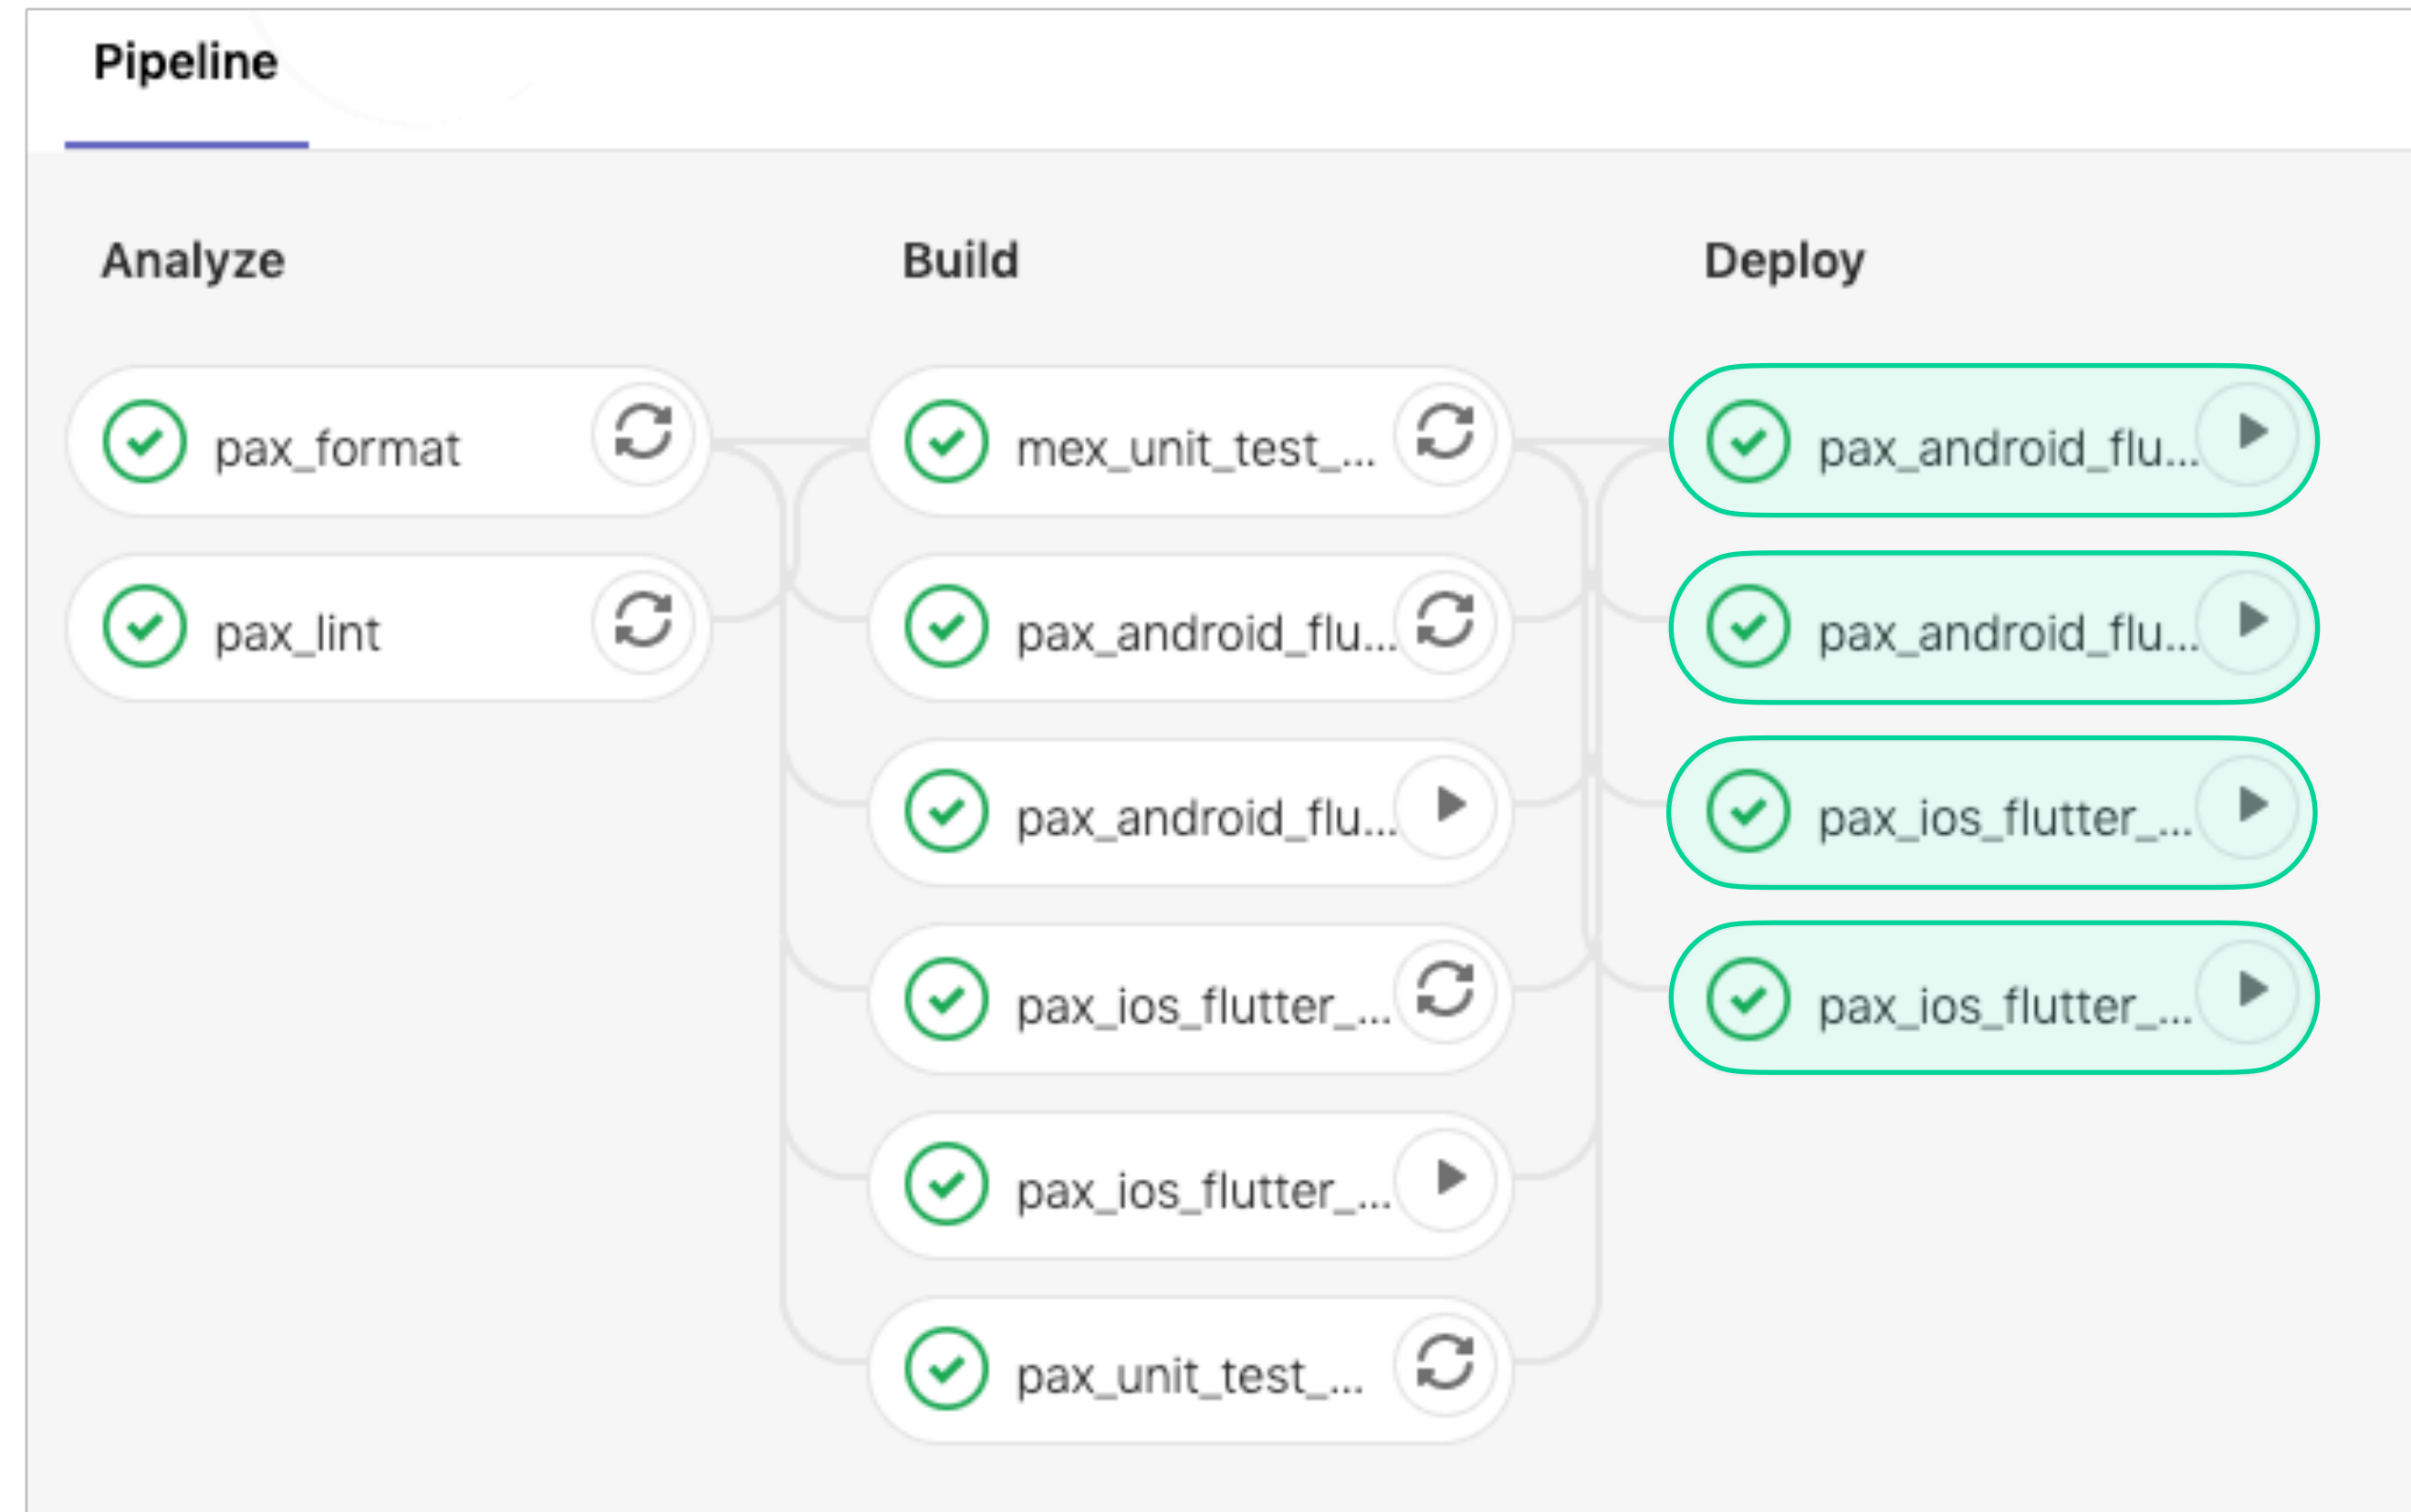 Pipeline
Analyze
pax_format
pax_lint
Build
mex_unit_test_...
pax_android_flu...
pax_android_flu...
pax_ios_flutter_...
pax_ios_flutter_...
pax_unit_test_...
Deploy
pax_android_flu...
pax_android_flu...
pax_ios_flutter_...
pax_ios_flutter_...